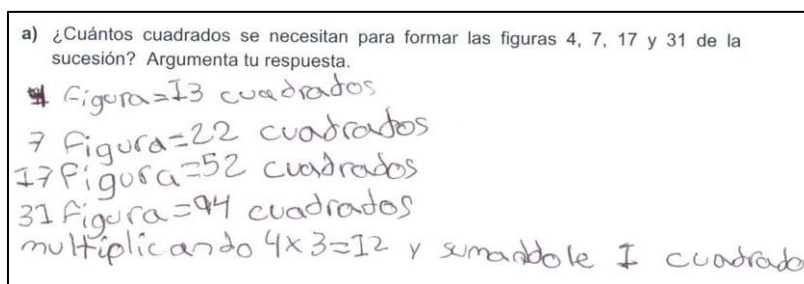 a) ¿Cuántos cuadrados se necesitan para formar las figuras 4, 7, 17 y 31 de la
sucesión? Argumenta tu respuesta.
4 figura=13 cuadrados
7 figura=22 cuadrados
17 figura=52 cuadrados
31 figura=94 cuadrados
multiplicando 4x3=12 y sumandole 1 cuadrado